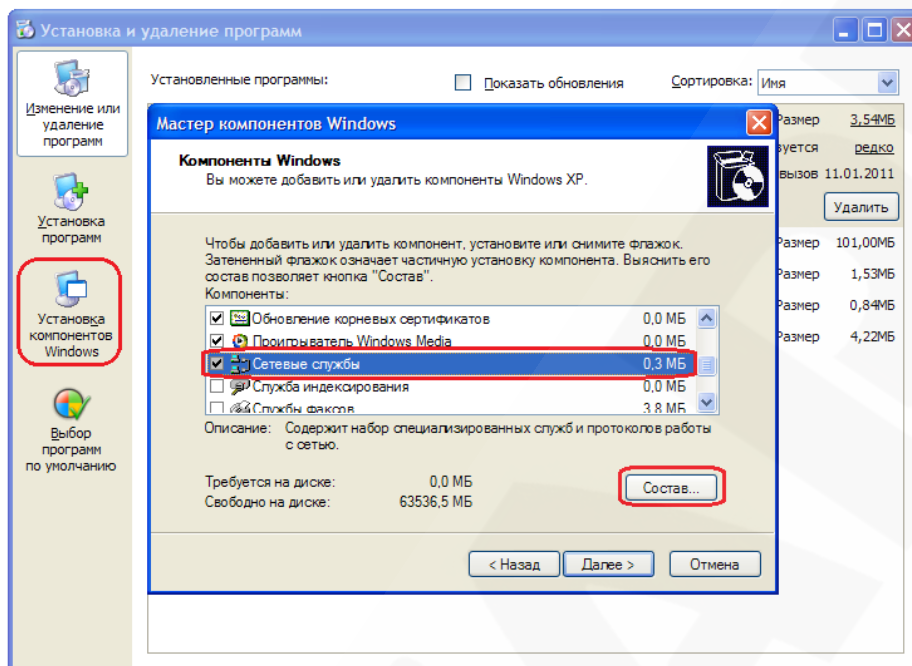 Установка и удаление программ
Изменение или
удаление
программ
Установка
программ
Установка
компонентов
Windows
Выбор
программ
по умолчанию
Установленные программы:
Показать обновления
Сортировка: Имя
Размер 3,54МБ
зуется редко
вызов 11.01.2011
Удалить
Размер 101,00МБ
Размер 1,53МБ
Размер 0,84МБ
Размер 4,22МБ
Мастер компонентов Windows
Компоненты Windows
Вы можете добавить или удалить компоненты Windows XP.
Чтобы добавить или удалить компонент, установите или снимите флажок.
Затененный флажок означает частичную установку компонента. Выяснить его
состав позволяет кнопка "Состав".
Компоненты:
Обновление корневых сертификатов 0,0 МБ
Проигрыватель Windows Media 0,0 МБ
Сетевые службы 0,3 МБ
Служба индексирования 0,0 МБ
Службы факсов 3,8 МБ
Описание: Содержит набор специализированных служб и протоколов работы
с сетью.
Требуется на диске: 0,0 МБ
Свободно на диске: 63536,5 МБ
Состав...
< Назад
Далее >
Отмена